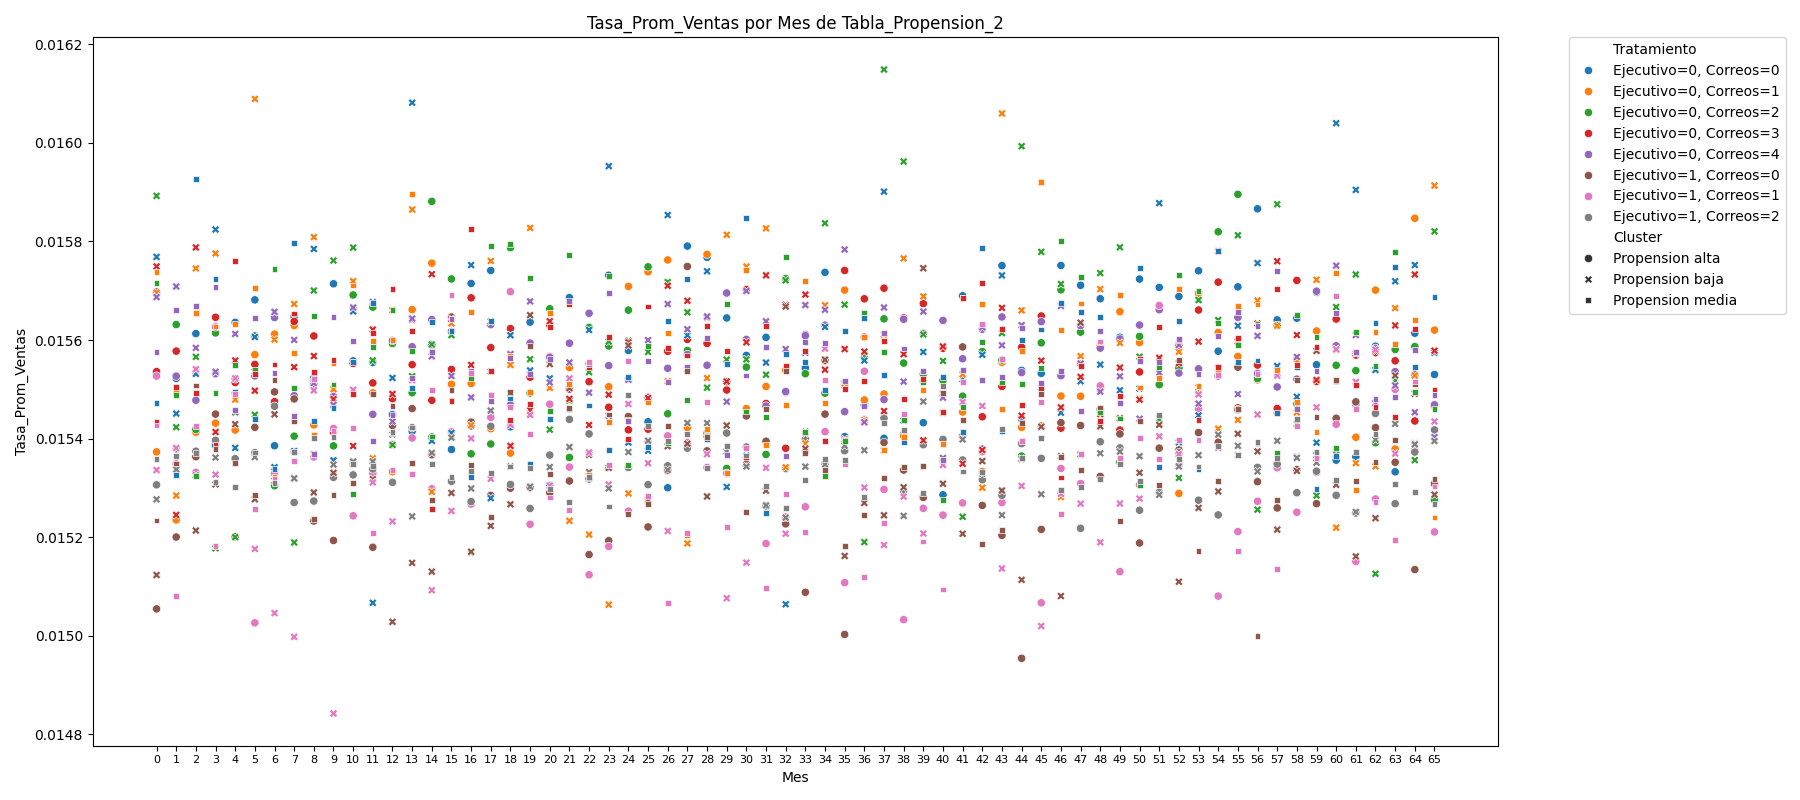 Tasa_Prom_Ventas por Mes de Tabla_Propension_2
Tasa_Prom_Ventas
0.0162
0.0160
0.0158
0.0156
0.0154
0.0152
0.0150
0.0148
0 1 2 3 4 5 6 7 8 9 10 11 12 13 14 15 16 17 18 19 20 21 22 23 24 25 26 27 28 29 30 31 32 33 34 35 36 37 38 39 40 41 42 43 44 45 46 47 48 49 50 51 52 53 54 55 56 57 58 59 60 61 62 63 64 65
Mes
Tratamiento
Ejecutivo=0, Correos=0
Ejecutivo=0, Correos=1
Ejecutivo=0, Correos=2
Ejecutivo=0, Correos=3
Ejecutivo=0, Correos=4
Ejecutivo=1, Correos=0
Ejecutivo=1, Correos=1
Ejecutivo=1, Correos=2
Cluster
Propension alta
Propension baja
Propension media